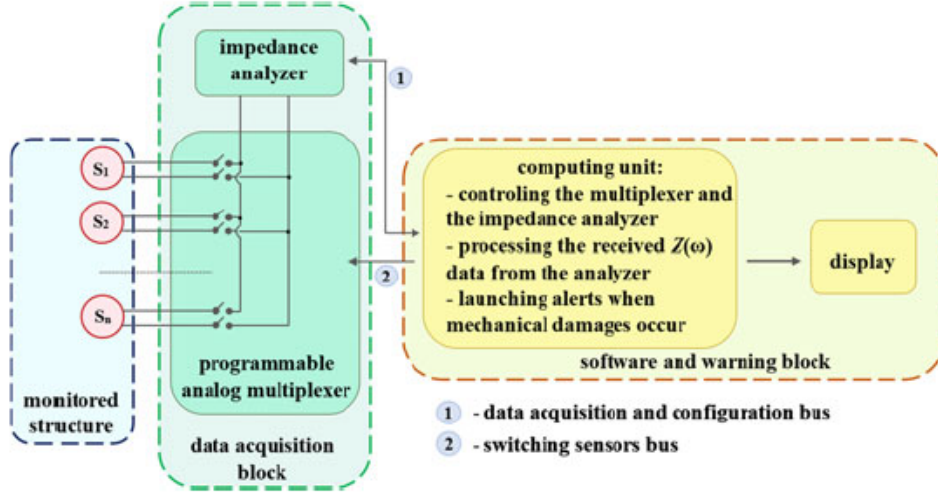 impedance
analyzer
1
S1
S2
Sn
programmable
analog multiplexer
monitored
structure
data acquisition
block
computing unit:
- controling the multiplexer and
the impedance analyzer
- processing the received Z(ω)
data from the analyzer
- launching alerts when
mechanical damages occur
2
display
software and warning block
1 - data acquisition and configuration bus
2 - switching sensors bus